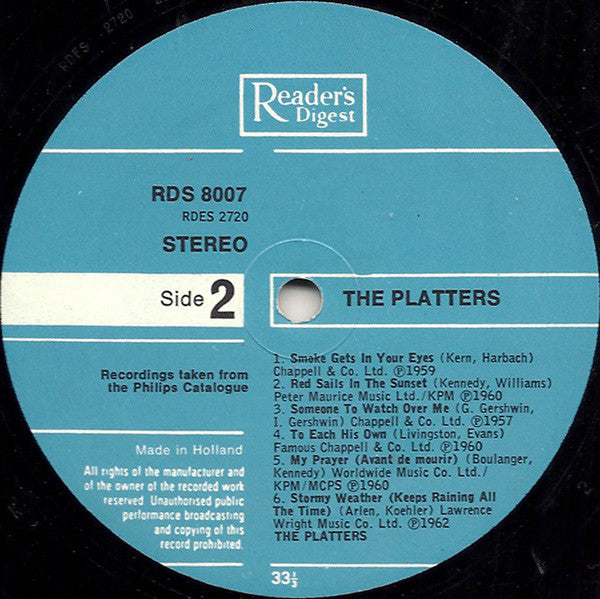 RDES 2720
Reader's
Digest
RDS 8007
RDES 2720
STEREO
Side 2
THE PLATTERS
Recordings taken from
the Philips Catalogue
Made in Holland
All rights of the manufacturer and
of the owner of the recorded work
reserved. Unauthorised public
performance broadcasting
and copying of this
record prohibited.
1. Smoke Gets In Your Eyes (Kern, Harbach)
Chappell & Co. Ltd. ℗1959
2. Red Sails In The Sunset (Kennedy, Williams)
Peter Maurice Music Ltd./KPM ℗1960
3. Someone To Watch Over Me (G. Gershwin,
I. Gershwin) Chappell & Co. Ltd. ℗1957
4. To Each His Own (Livingston, Evans)
Famous Chappell & Co. Ltd. ℗1960
5. My Prayer (Avant de mourir) (Boulanger,
Kennedy) Worldwide Music Co. Ltd./
KPM/MCPS ℗1960
6. Stormy Weather (Keeps Raining All
The Time) (Arlen, Koehler) Lawrence
Wright Music Co. Ltd. ℗1962
THE PLATTERS
33⅓